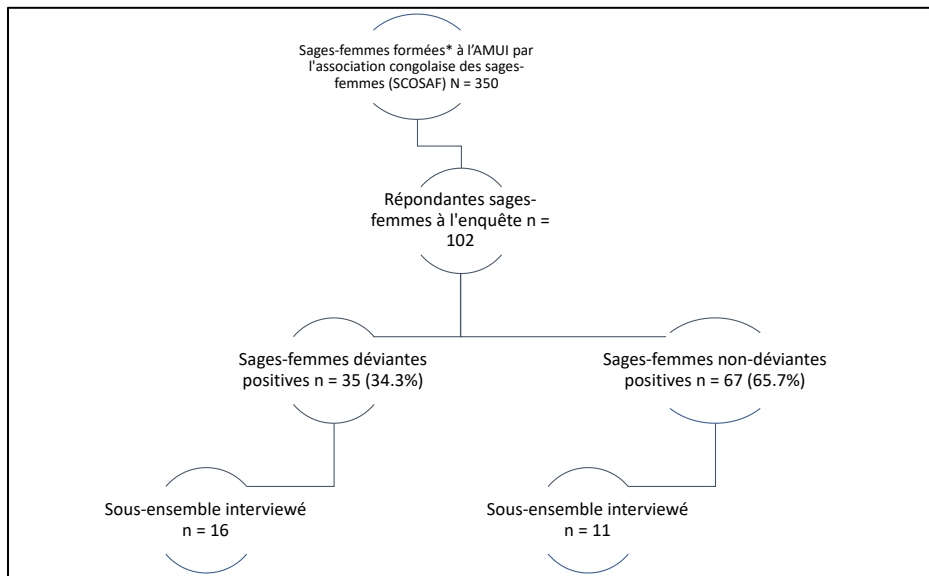 Sages-femmes formées* à l’AMUI par
l'association congolaise des sages-
femmes (SCOSAF) N = 350
Répondantes sages-
femmes à l'enquête n =
102
Sages-femmes déviantes
positives n = 35 (34.3%)
Sages-femmes non-déviantes
positives n = 67 (65.7%)
Sous-ensemble interviewé
n = 16
Sous-ensemble interviewé
n = 11